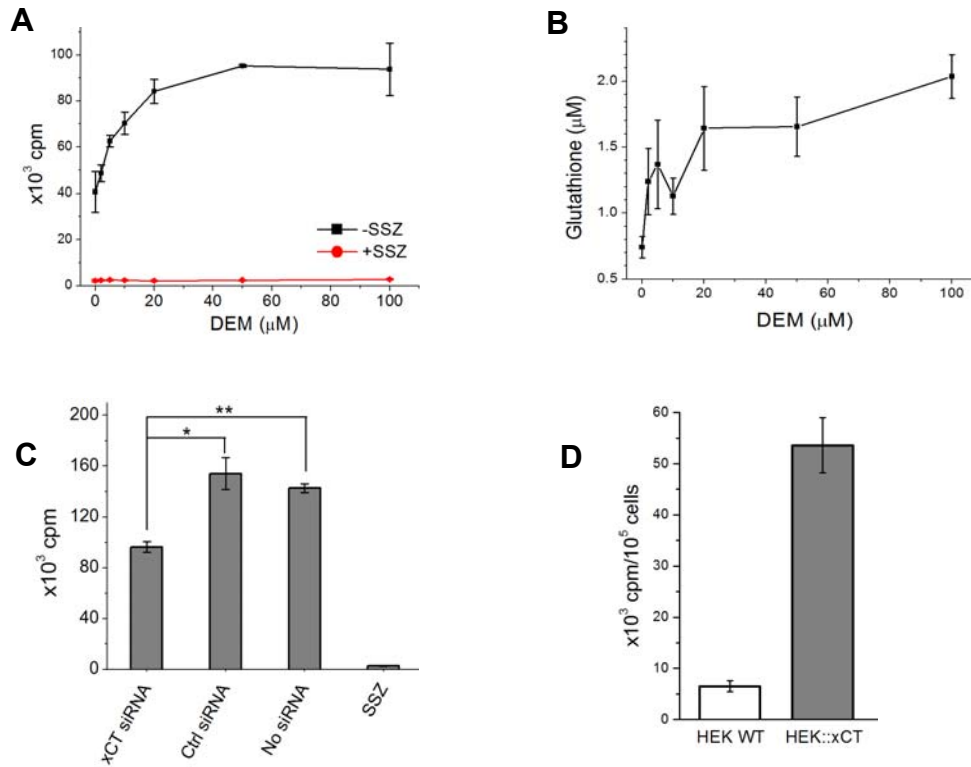 A
100
80
60
40
20
0
x10³ cpm
-SSZ
+SSZ
0 20 40 60 80 100
DEM (μM)
B
2.0
1.5
1.0
0.5
Glutathione (μM)
0 20 40 60 80 100
DEM (μM)
C
200
160
120
80
40
0
x10³ cpm
**
*
xCT siRNA
Ctrl siRNA
No siRNA
SSZ
D
60
50
40
30
20
10
0
x10³ cpm/10⁵ cells
HEK WT HEK::xCT